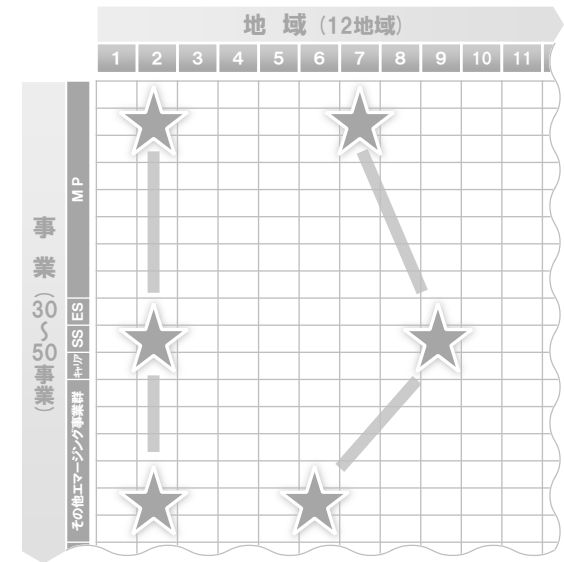 地 域 (12地域)
1 2 3 4 5 6 7 8 9 10 11
事業(30〜50事業)
MP
ES
SS
キャリア
その他エマージング事業群